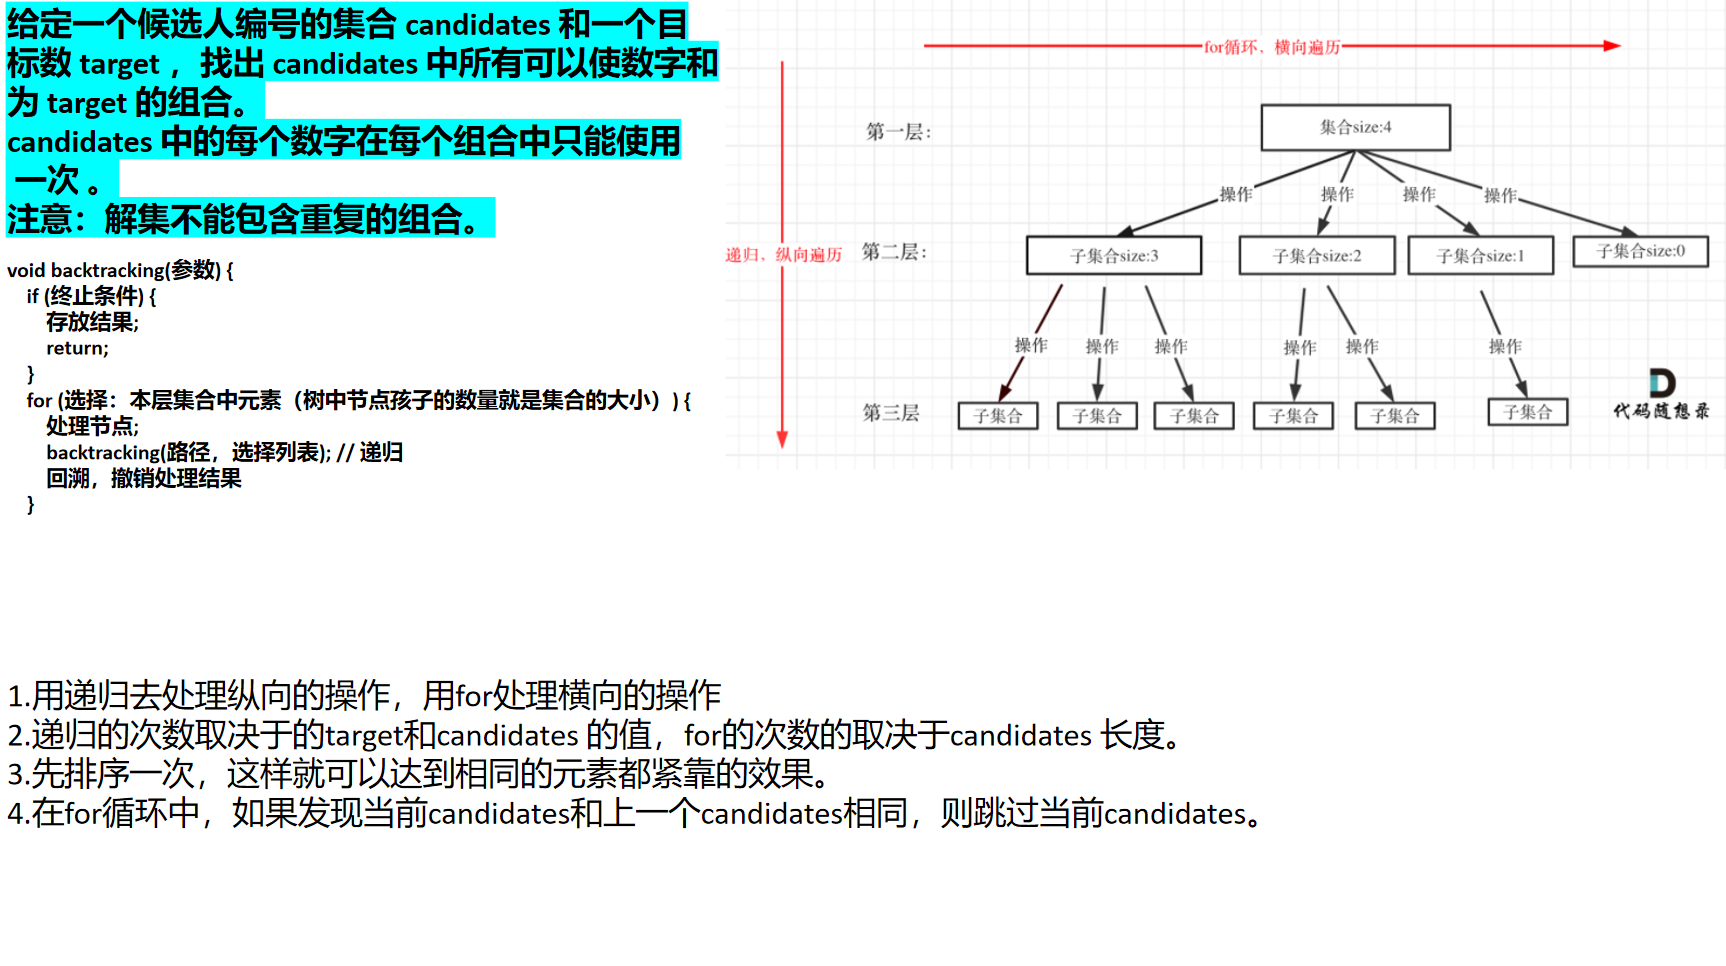 给定一个候选人编号的集合 candidates 和一个目
标数 target ，找出 candidates 中所有可以使数字和
为 target 的组合。
candidates 中的每个数字在每个组合中只能使用
一次 。
注意：解集不能包含重复的组合。
void backtracking(参数) {
if (终止条件) {
存放结果;
return;
}
for (选择：本层集合中元素（树中节点孩子的数量就是集合的大小）) {
处理节点;
backtracking(路径，选择列表); // 递归
回溯，撤销处理结果
}
for循环，横向遍历
递归，纵向遍历
第一层：
集合size:4
操作 操作 操作 操作
第二层：
子集合size:3 子集合size:2 子集合size:1 子集合size:0
操作 操作 操作 操作 操作 操作
第三层
子集合 子集合 子集合 子集合 子集合 子集合
代码随想录
1.用递归去处理纵向的操作，用for处理横向的操作
2.递归的次数取决于的target和candidates 的值，for的次数的取决于candidates 长度。
3.先排序一次，这样就可以达到相同的元素都紧靠的效果。
4.在for循环中，如果发现当前candidates和上一个candidates相同，则跳过当前candidates。